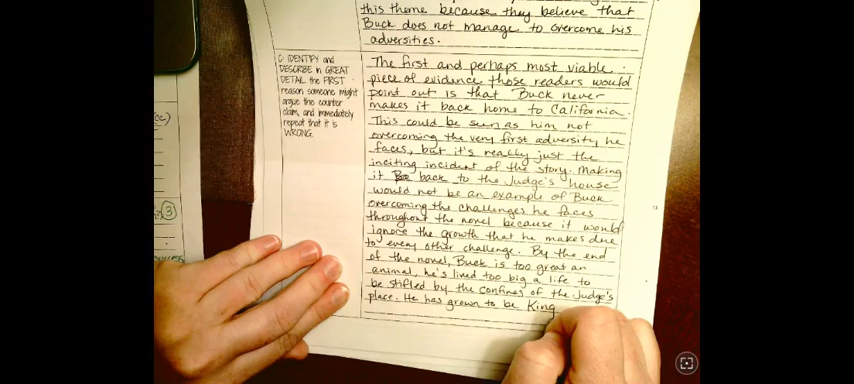 this theme because they believe that
Buck does not manage to overcome his
adversities.
C: IDENTIFY and
DESCRIBE in GREAT
DETAIL the FIRST
reason someone might
argue the counter
claim, and immediately
repeat that it is
WRONG.
The first and perhaps most viable
piece of evidence those readers would
point out is that Buck never
makes it back home to California.
This could be seen as him not
overcoming the very first adversity he
faces, but it's really just the
inciting incident of the story. Making
it back to the Judge's house
would not be an example of Buck
overcoming the challenges he faces
throughout the novel because it would
ignore the growth that he makes due
to every other challenge. By the end
of the novel, Buck is too great an
animal, he's lived too big a life to
be stifled by the confines of the Judge's
place. He has grown to be King
3